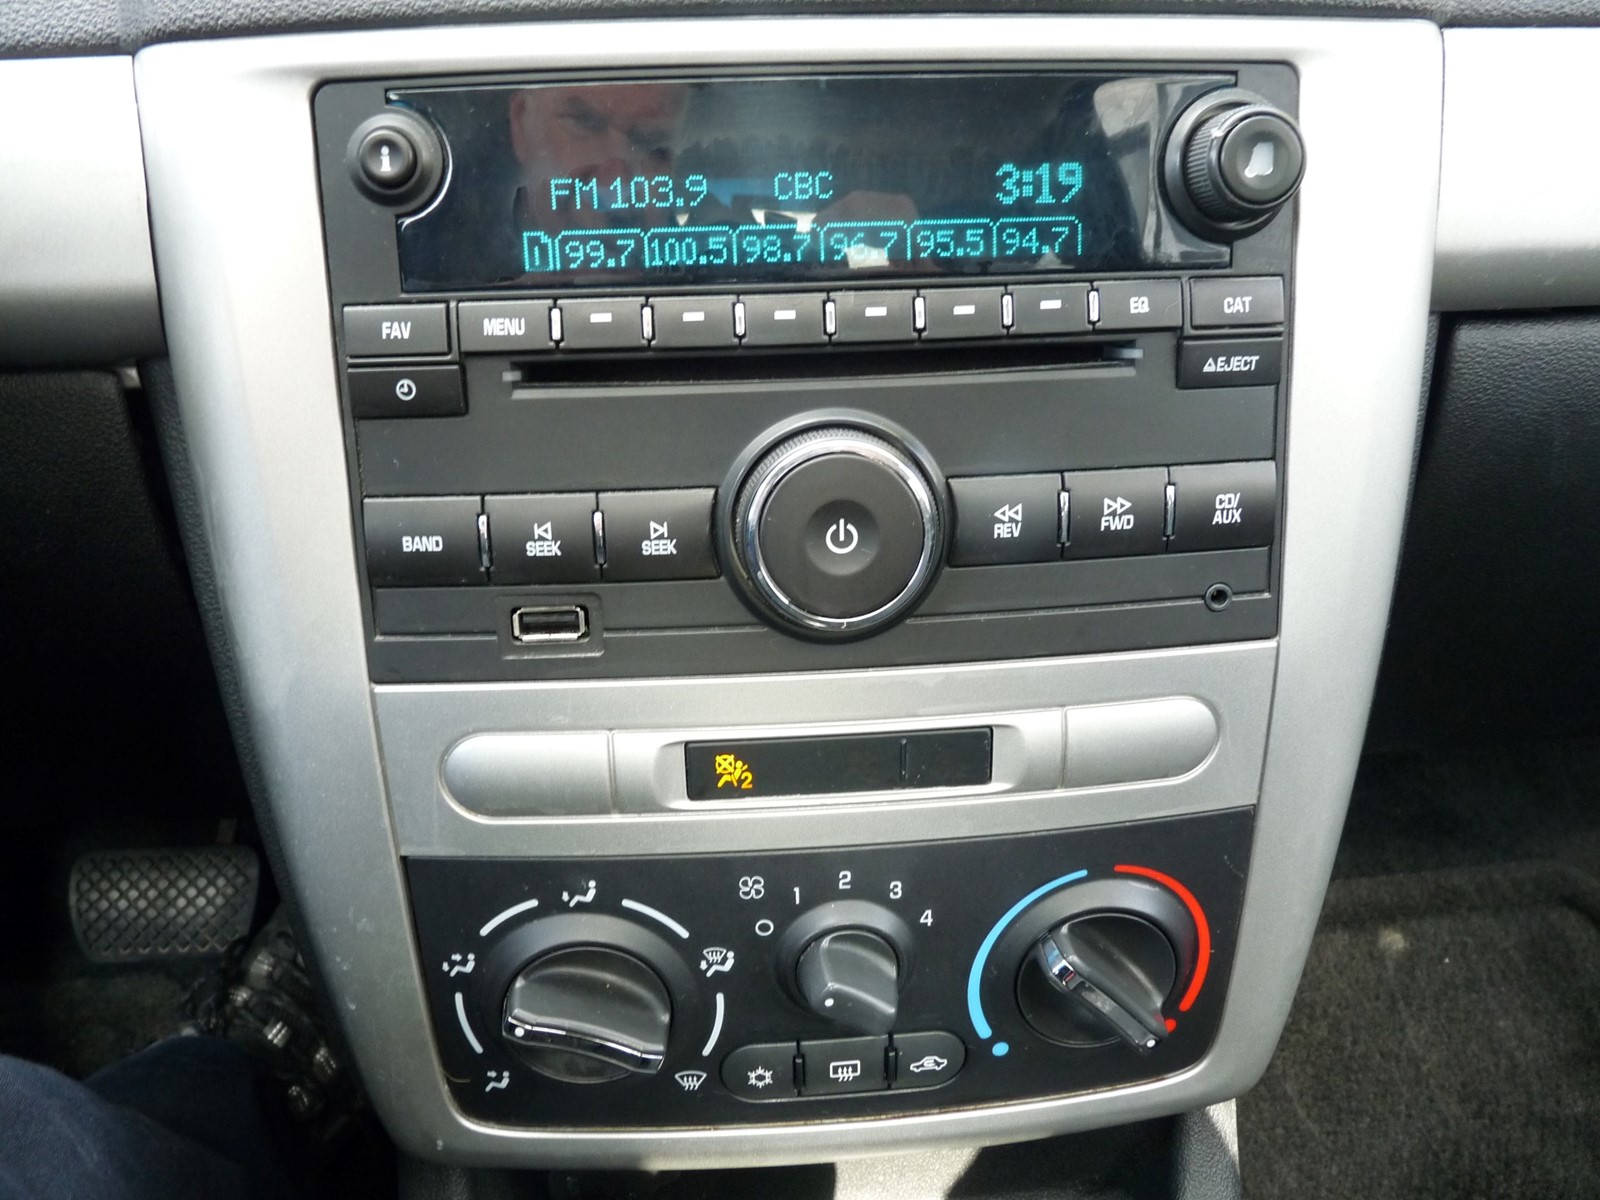 i
FM 103.9 CBC 3:19
99.7 100.5 98.7 96.7 95.5 94.7
FAV MENU EQ CAT
EJECT
BAND SEEK SEEK REV FWD CD/
AUX
2
1 2 3 4